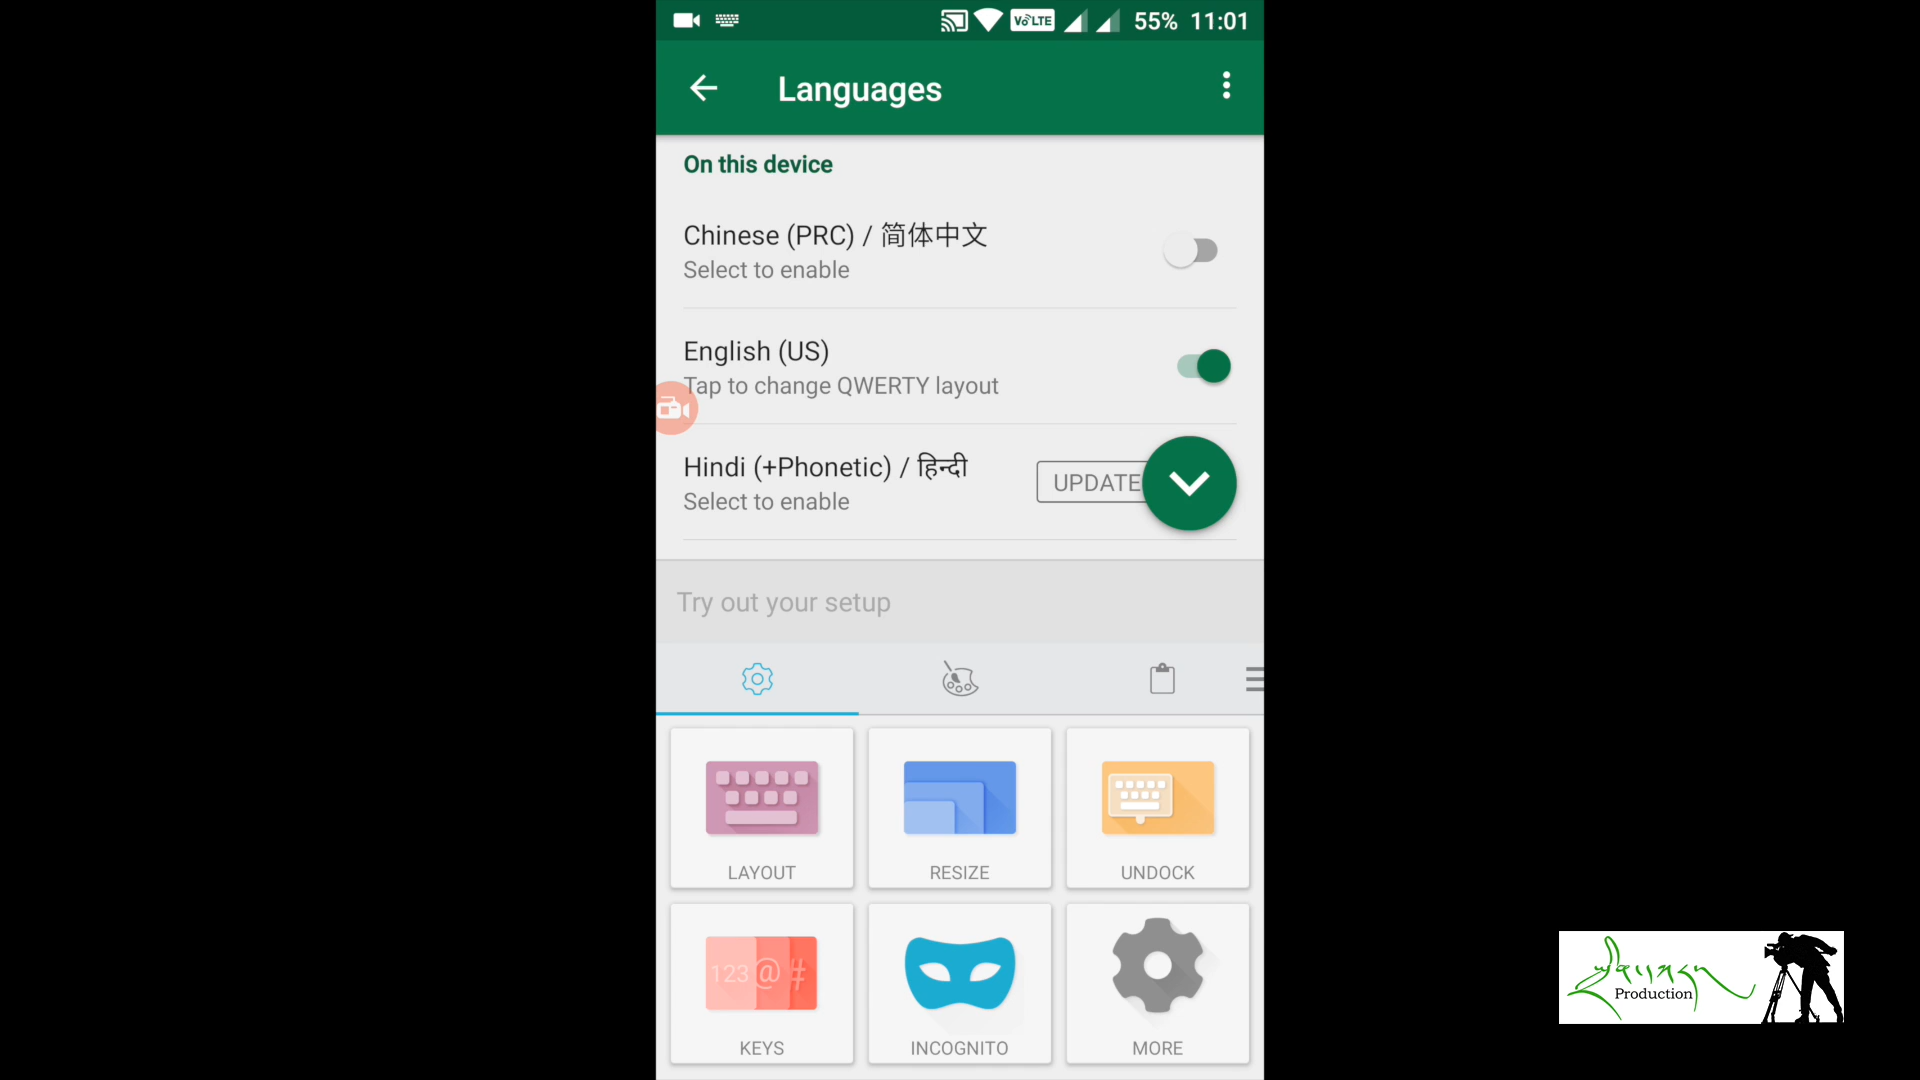 VoLTE 55% 11:01
Languages
On this device
Chinese (PRC) / 简体中文
Select to enable
English (US)
Tap to change QWERTY layout
Hindi (+Phonetic) / हिन्दी
UPDATE
Select to enable
Try out your setup
LAYOUT
RESIZE
UNDOCK
123 @ #
KEYS
INCOGNITO
MORE
Production